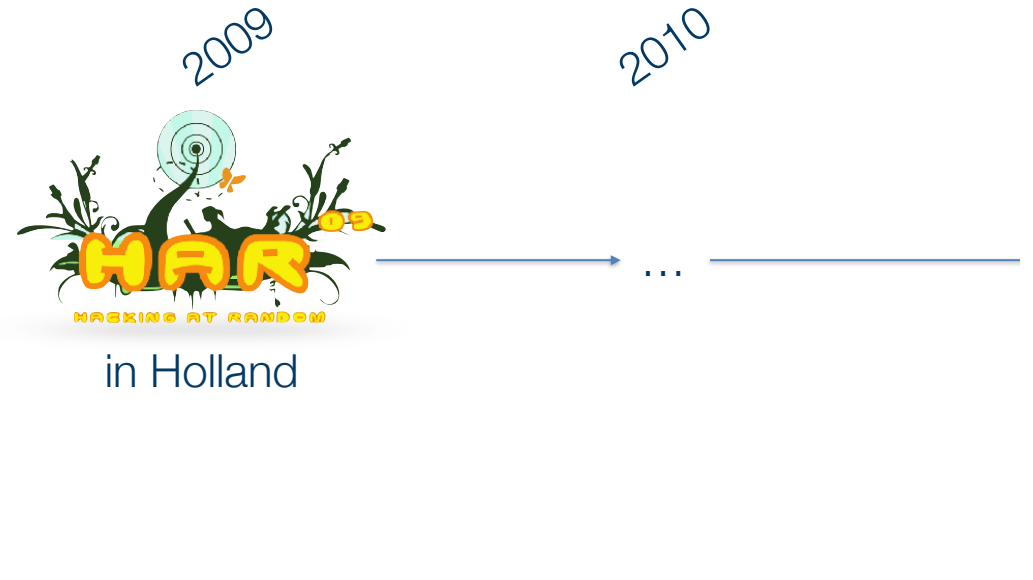 2009
2010
09
HAR
...
HACKING AT RANDOM
in Holland